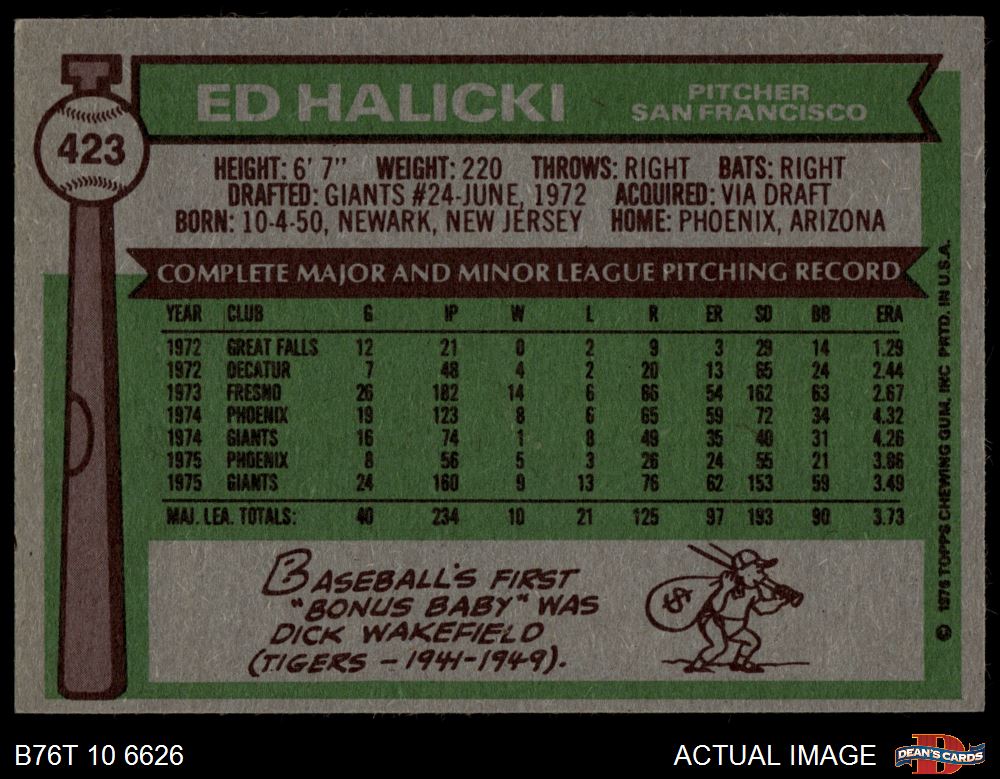 423
ED HALICKI
PITCHER
SAN FRANCISCO
HEIGHT: 6' 7" WEIGHT: 220 THROWS: RIGHT BATS: RIGHT
DRAFTED: GIANTS #24-JUNE, 1972 ACQUIRED: VIA DRAFT
BORN: 10-4-50, NEWARK, NEW JERSEY HOME: PHOENIX, ARIZONA
COMPLETE MAJOR AND MINOR LEAGUE PITCHING RECORD
YEAR CLUB G IP W L R ER SO BB ERA
1972 GREAT FALLS 12 21 0 2 9 3 29 14 1.29
1972 DECATUR 7 48 4 2 20 13 65 24 2.44
1973 FRESNO 26 182 14 6 66 54 162 63 2.67
1974 PHOENIX 19 123 8 6 65 59 72 34 4.32
1974 GIANTS 16 74 1 8 49 35 40 31 4.26
1975 PHOENIX 8 56 5 3 26 24 55 21 3.86
1975 GIANTS 24 160 9 13 76 62 153 59 3.49
MAJ. LEA. TOTALS: 40 234 10 21 125 97 193 90 3.73
BASEBALL'S FIRST
"BONUS BABY" WAS
DICK WAKEFIELD
(TIGERS – 1941-1949).
$
© 1976 TOPPS CHEWING GUM, INC PRTD. IN U.S.A.
B76T 10 6626
ACTUAL IMAGE
DEAN'S CARDS